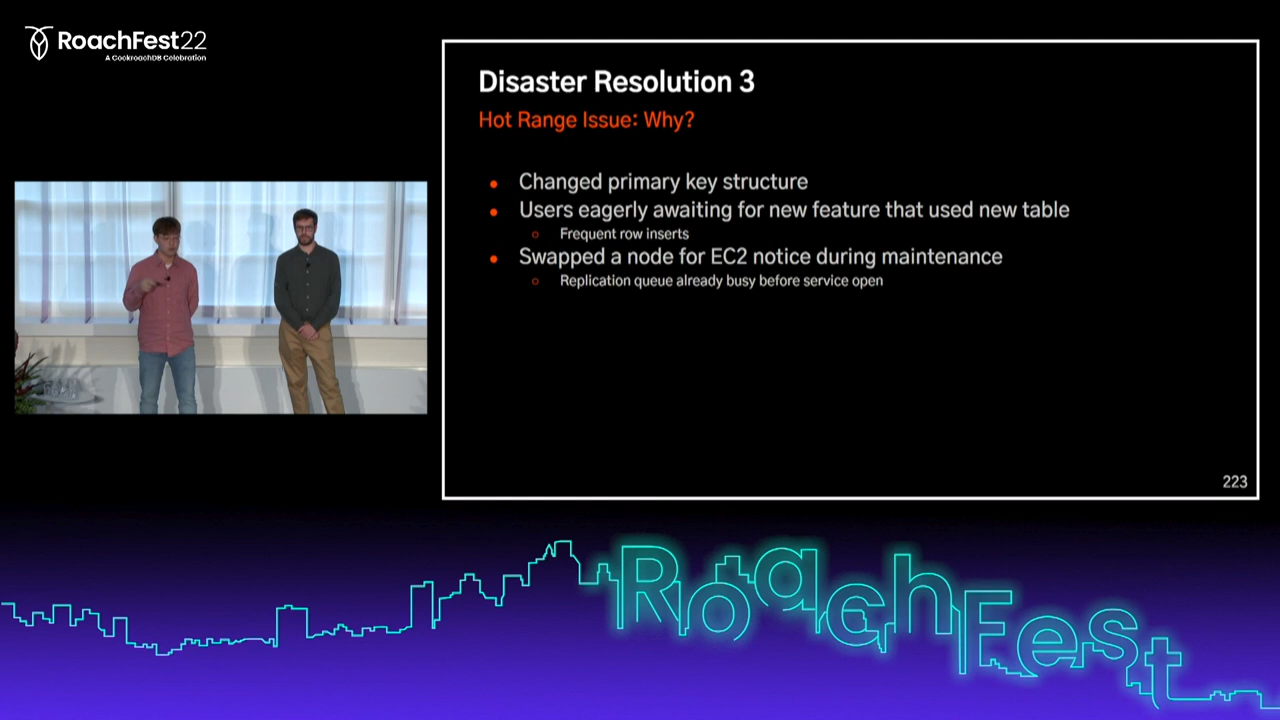 RoachFest22
A CockroachDB Celebration
Disaster Resolution 3
Hot Range Issue: Why?
Changed primary key structure
Users eagerly awaiting for new feature that used new table
Frequent row inserts
Swapped a node for EC2 notice during maintenance
Replication queue already busy before service open
223
RoachFest